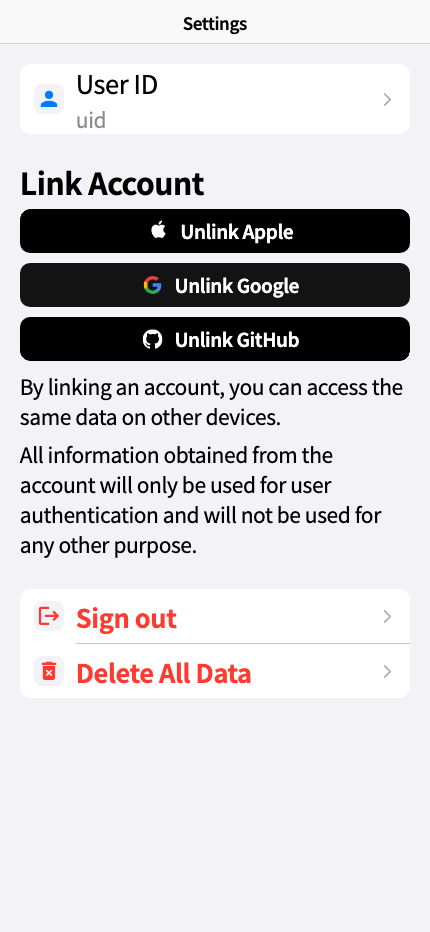 Settings
User ID
uid
Link Account
Unlink Apple
Unlink Google
Unlink GitHub
By linking an account, you can access the
same data on other devices.
All information obtained from the
account will only be used for user
authentication and will not be used for
any other purpose.
Sign out
Delete All Data